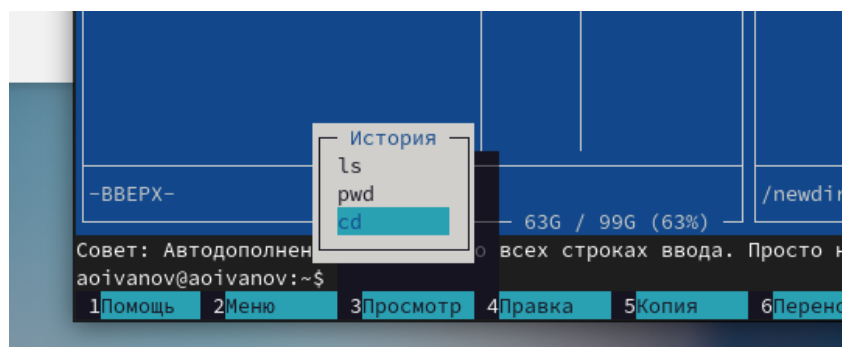 История
ls
pwd
cd
-ВВЕРХ-
63G / 99G (63%)
/newdir
Совет: Автодополнен о всех строках ввода. Просто н
aoivanov@aoivanov:~$
1Помощь 2Меню 3Просмотр 4Правка 5Копия 6Перено